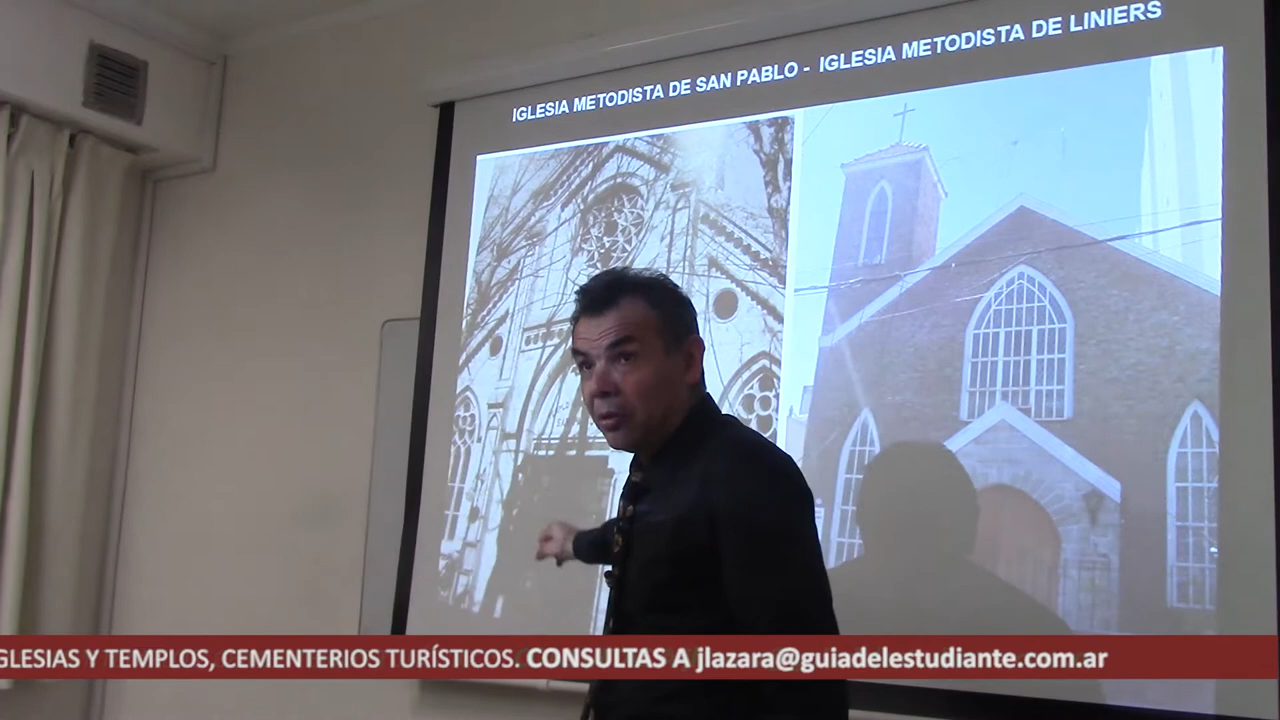 IGLESIA METODISTA DE SAN PABLO - IGLESIA METODISTA DE LINIERS
GLESIAS Y TEMPLOS, CEMENTERIOS TURÍSTICOS. CONSULTAS A jlazara@guiadelestudiante.com.ar